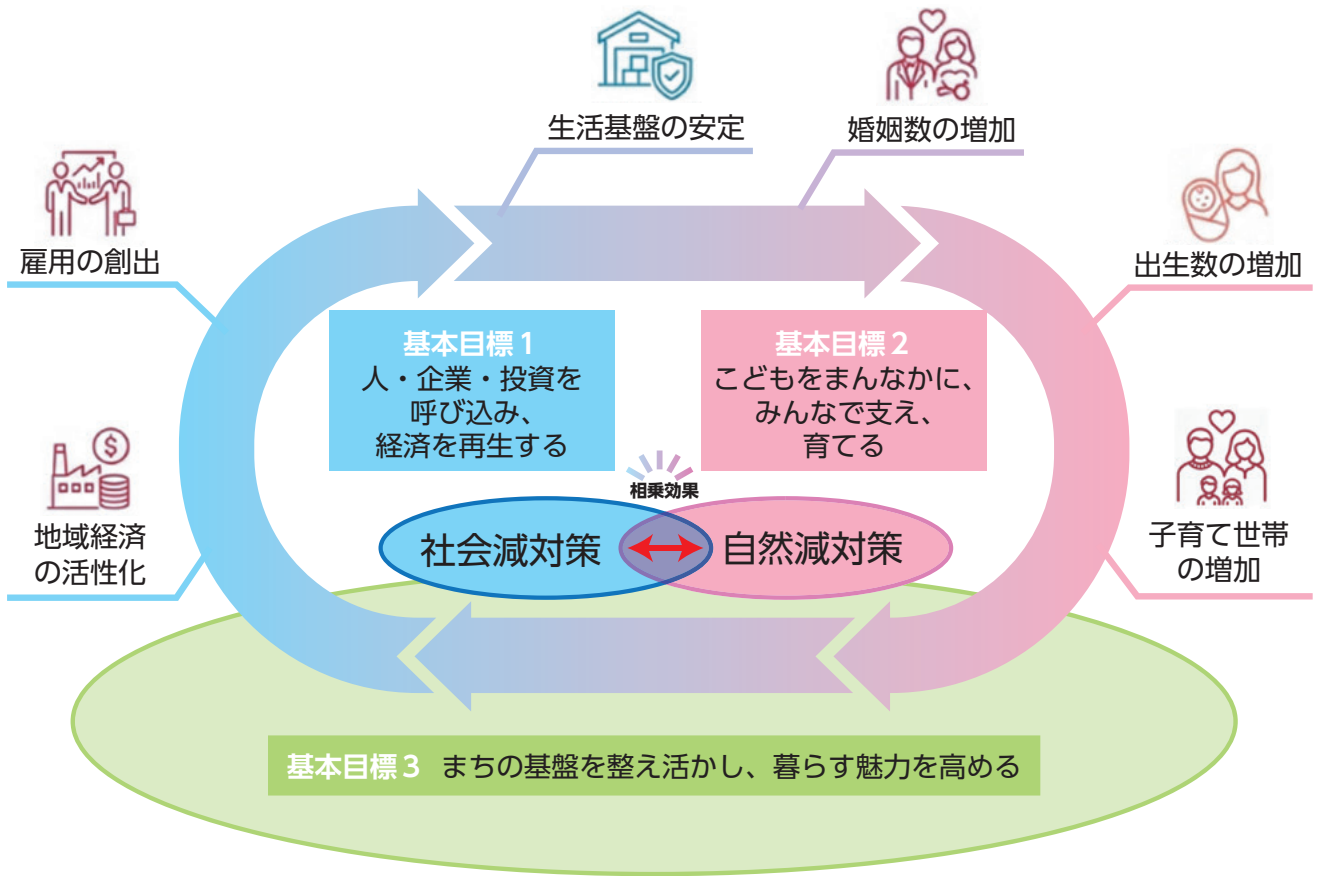 生活基盤の安定
婚姻数の増加
雇用の創出
出生数の増加
基本目標1
人・企業・投資を
呼び込み、
経済を再生する
基本目標2
こどもをまんなかに、
みんなで支え、
育てる
地域経済
の活性化
子育て世帯
の増加
相乗効果
社会減対策
自然減対策
基本目標3 まちの基盤を整え活かし、暮らす魅力を高める